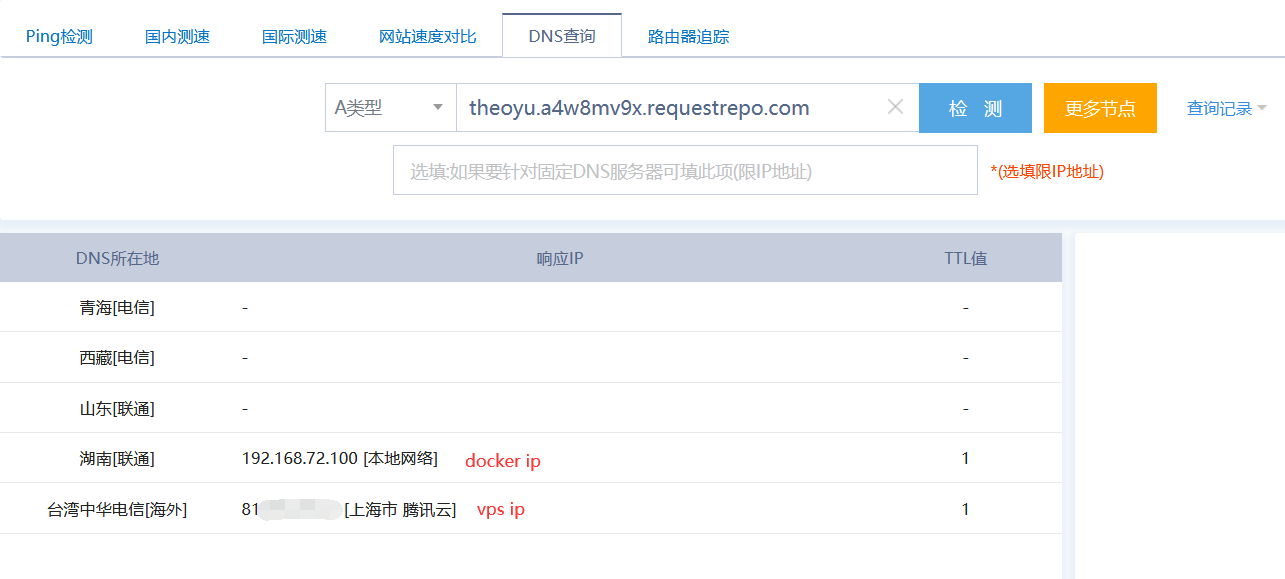 Ping检测 国内测速 国际测速 网站速度对比 DNS查询 路由器追踪
A类型 theoyu.a4w8mv9x.requestrepo.com 检 测 更多节点 查询记录
选填:如果要针对固定DNS服务器可填此项(限IP地址) *(选填限IP地址)
DNS所在地 响应IP TTL值
青海[电信] - -
西藏[电信] - -
山东[联通] - -
湖南[联通] 192.168.72.100 [本地网络] docker ip 1
台湾中华电信[海外] 81 [上海市 腾讯云] vps ip 1